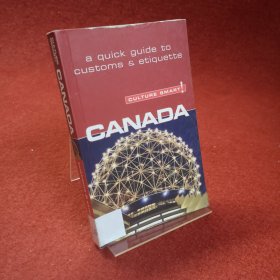 a quick guide to
customs & etiquette
CULTURE SMART!
CANADA
CANADA